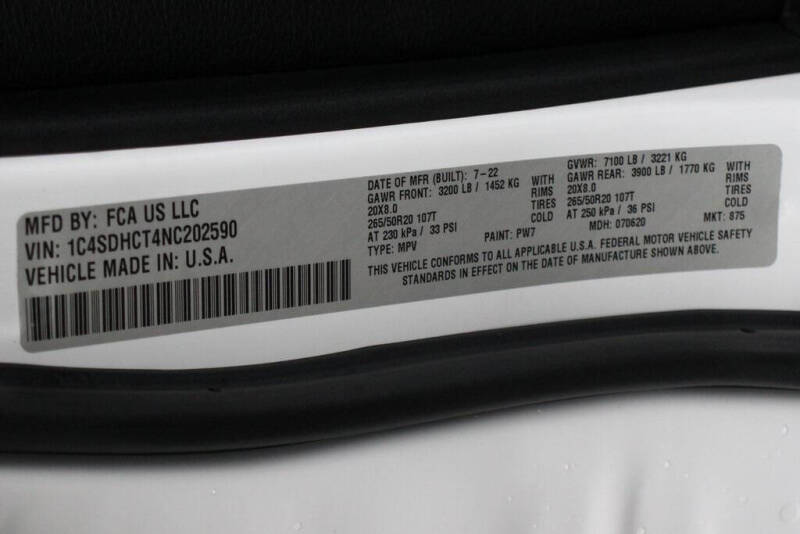 MFD BY: FCA US LLC
VIN: 1C4SDHCT4NC202590
VEHICLE MADE IN: U.S.A.
DATE OF MFR (BUILT): 7-22
GAWR FRONT: 3200 LB / 1452 KG WITH
20X8.0 RIMS
265/50R20 107T TIRES
AT 230 kPa / 33 PSI COLD
TYPE: MPV PAINT: PW7
GVWR: 7100 LB / 3221 KG
GAWR REAR: 3900 LB / 1770 KG WITH
20X8.0 RIMS
265/50R20 107T TIRES
AT 250 kPa / 36 PSI COLD
MDH: 070620 MKT: 875
THIS VEHICLE CONFORMS TO ALL APPLICABLE U.S.A. FEDERAL MOTOR VEHICLE SAFETY
STANDARDS IN EFFECT ON THE DATE OF MANUFACTURE SHOWN ABOVE.